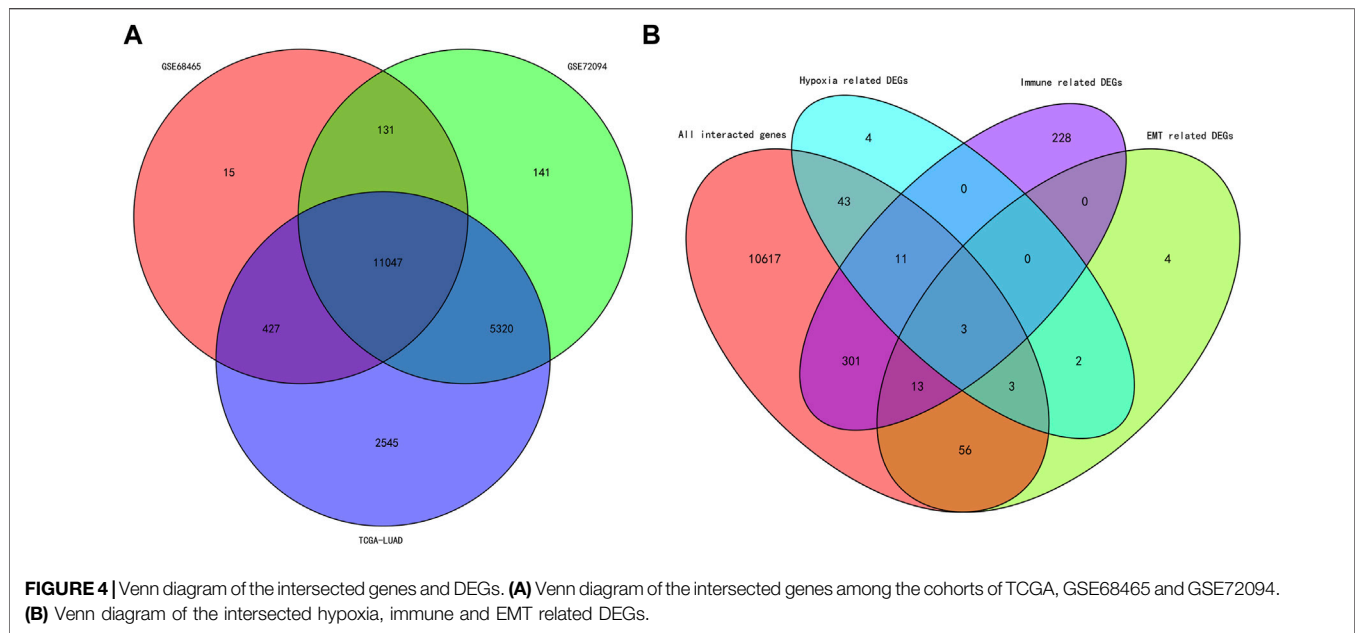 A
GSE68465
GSE72094
131
15
141
11047
427
5320
2545
TCGA-LUAD
B
Hypoxia related DEGs
Immune related DEGs
All interacted genes
EMT related DEGs
4
228
0
43
0
10617
11
0
4
3
301
2
13
3
56
FIGURE 4 | Venn diagram of the intersected genes and DEGs. (A) Venn diagram of the intersected genes among the cohorts of TCGA, GSE68465 and GSE72094.
(B) Venn diagram of the intersected hypoxia, immune and EMT related DEGs.